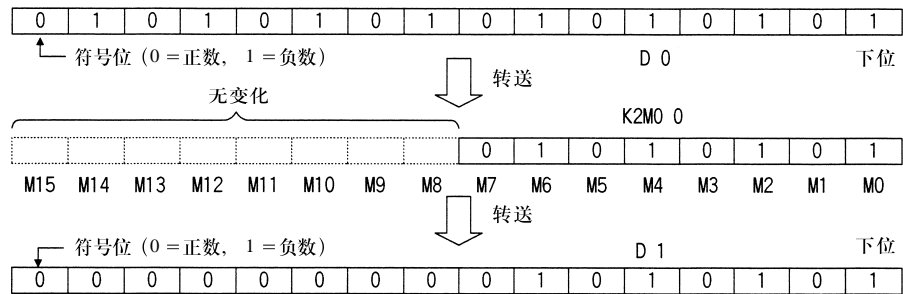 0 1 0 1 0 1 0 1 0 1 0 1 0 1 0 1
符号位(0=正数, 1=负数) D 0 下位
转送
无变化
K2M0 0
0 1 0 1 0 1 0 1
M15 M14 M13 M12 M11 M10 M9 M8 M7 M6 M5 M4 M3 M2 M1 M0
转送
符号位(0=正数, 1=负数) D 1 下位
0 0 0 0 0 0 0 0 0 1 0 1 0 1 0 1